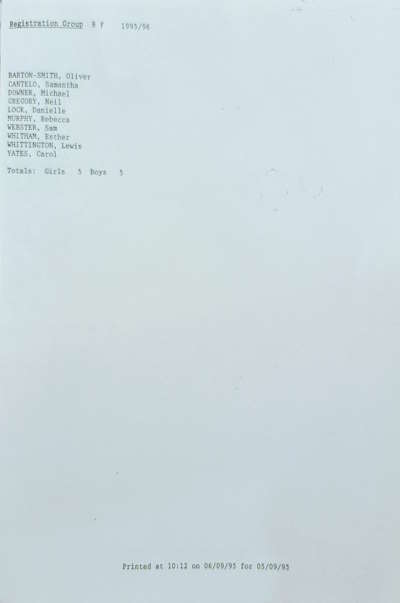 Registration Group 8 F 1995/96
BARTON-SMITH, Oliver
CANTELO, Samantha
DOWNER, Michael
GREGORY, Neil
LOCK, Danielle
MURPHY, Rebecca
WEBSTER, Sam
WHITHAM, Esther
WHITTINGTON, Lewis
YATES, Carol
Totals: Girls 5 Boys 5
Printed at 10:12 on 06/09/95 for 05/09/95